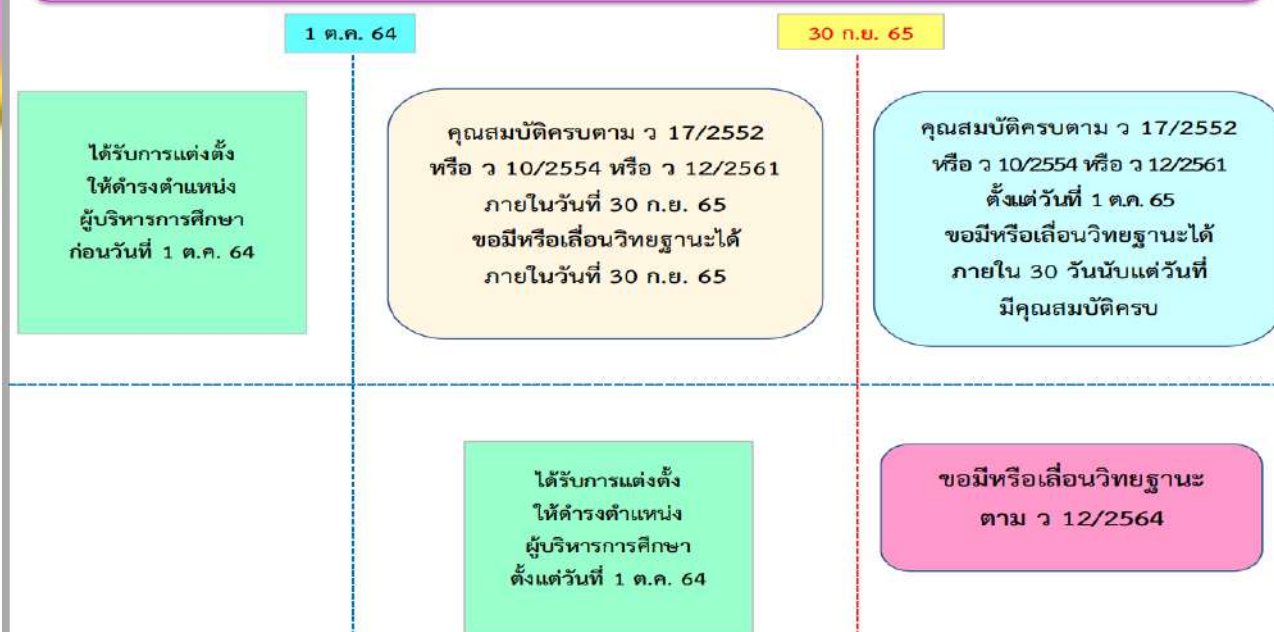 1 ต.ค. 64
30 ก.ย. 65
ได้รับการแต่งตั้ง
ให้ดำรงตำแหน่ง
ผู้บริหารการศึกษา
ก่อนวันที่ 1 ต.ค. 64
คุณสมบัติครบตาม ว 17/2552
หรือ ว 10/2554 หรือ ว 12/2561
ภายในวันที่ 30 ก.ย. 65
ขอมีหรือเลื่อนวิทยฐานะได้
ภายในวันที่ 30 ก.ย. 65
คุณสมบัติครบตาม ว 17/2552
หรือ ว 10/2554 หรือ ว 12/2561
ตั้งแต่วันที่ 1 ต.ค. 65
ขอมีหรือเลื่อนวิทยฐานะได้
ภายใน 30 วันนับแต่วันที่
มีคุณสมบัติครบ
ได้รับการแต่งตั้ง
ให้ดำรงตำแหน่ง
ผู้บริหารการศึกษา
ตั้งแต่วันที่ 1 ต.ค. 64
ขอมีหรือเลื่อนวิทยฐานะ
ตาม ว 12/2564